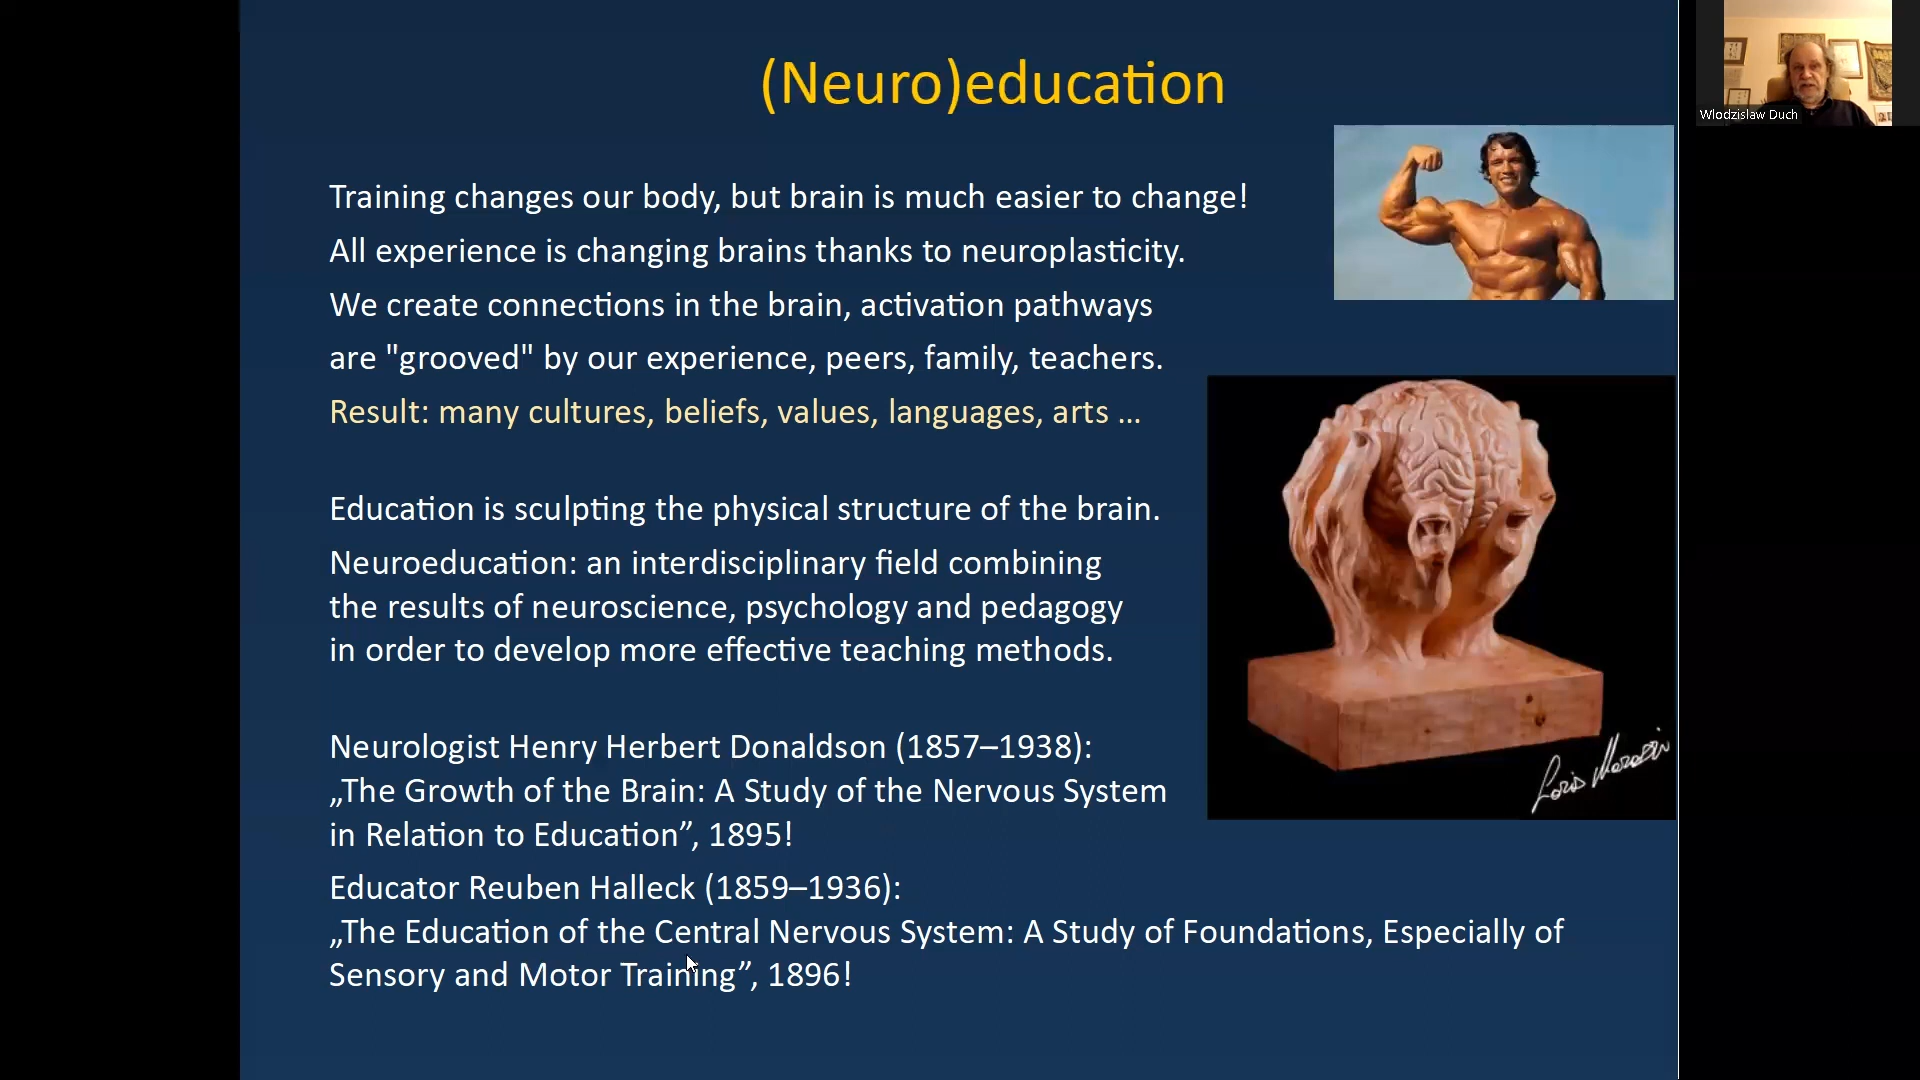 (Neuro)education
Wlodzislaw Duch
Training changes our body, but brain is much easier to change!
All experience is changing brains thanks to neuroplasticity.
We create connections in the brain, activation pathways
are "grooved" by our experience, peers, family, teachers.
Result: many cultures, beliefs, values, languages, arts ...
Education is sculpting the physical structure of the brain.
Neuroeducation: an interdisciplinary field combining
the results of neuroscience, psychology and pedagogy
in order to develop more effective teaching methods.
Neurologist Henry Herbert Donaldson (1857–1938):
„The Growth of the Brain: A Study of the Nervous System
in Relation to Education”, 1895!
Educator Reuben Halleck (1859–1936):
„The Education of the Central Nervous System: A Study of Foundations, Especially of
Sensory and Motor Training”, 1896!
Loris